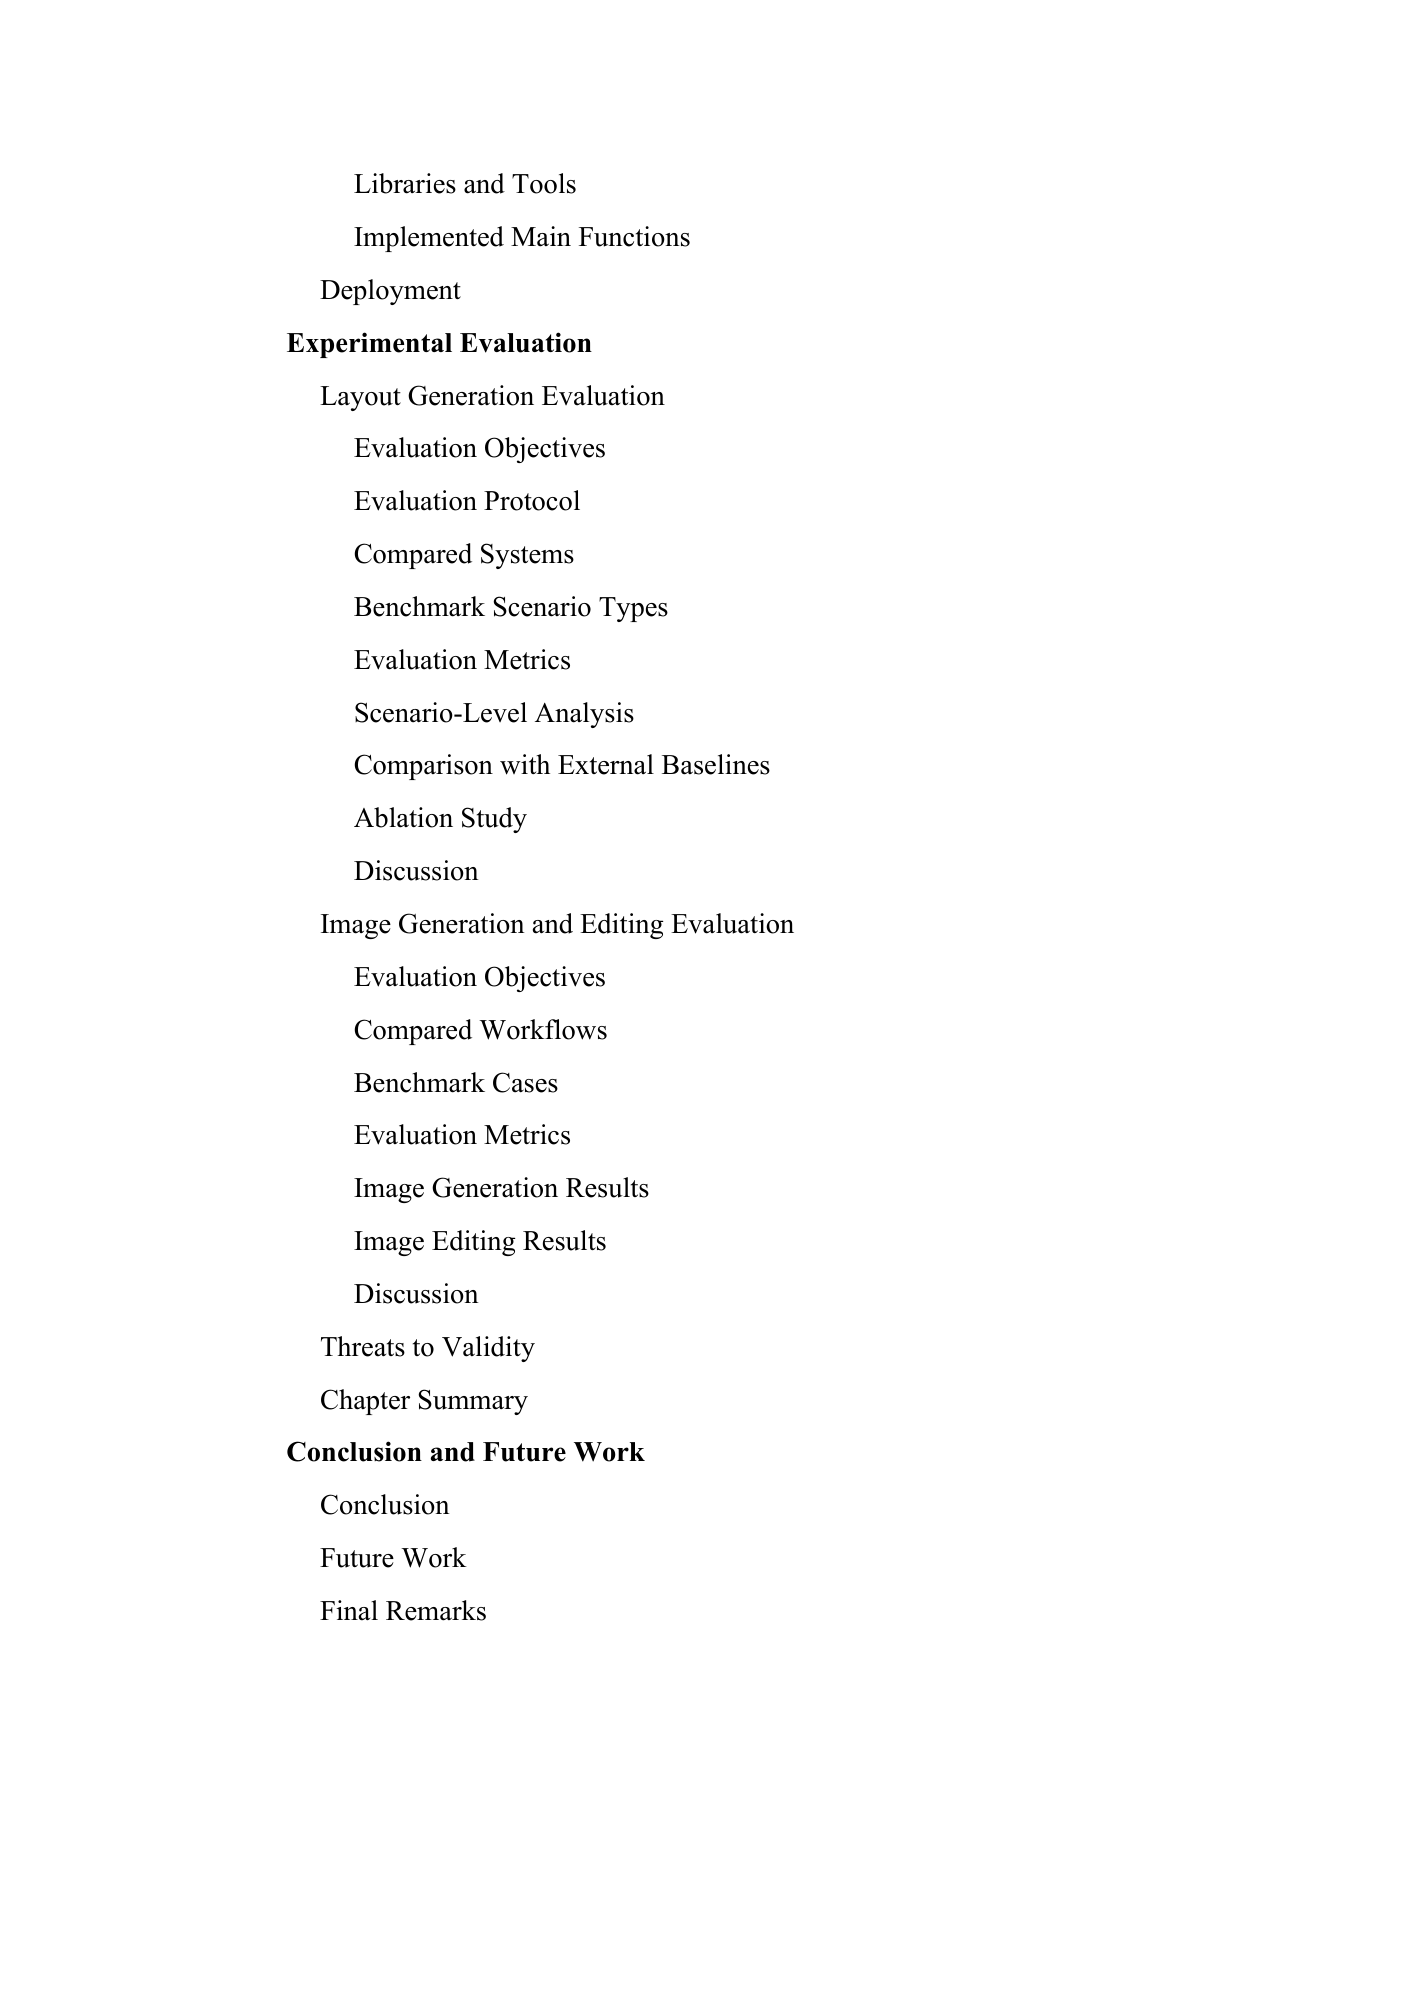 Libraries and Tools
Implemented Main Functions
Deployment
Experimental Evaluation
Layout Generation Evaluation
Evaluation Objectives
Evaluation Protocol
Compared Systems
Benchmark Scenario Types
Evaluation Metrics
Scenario-Level Analysis
Comparison with External Baselines
Ablation Study
Discussion
Image Generation and Editing Evaluation
Evaluation Objectives
Compared Workflows
Benchmark Cases
Evaluation Metrics
Image Generation Results
Image Editing Results
Discussion
Threats to Validity
Chapter Summary
Conclusion and Future Work
Conclusion
Future Work
Final Remarks